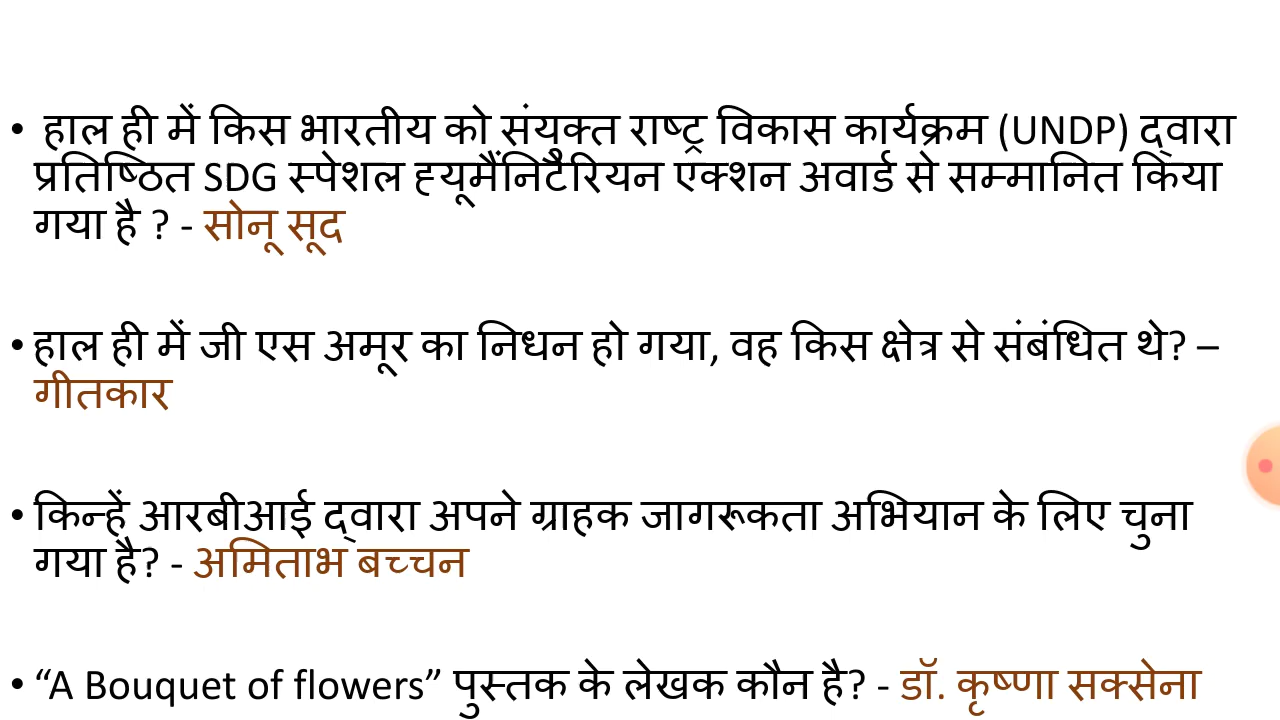 • हाल ही में किस भारतीय को संयुक्त राष्ट्र विकास कार्यक्रम (UNDP) द्वारा
प्रतिष्ठित SDG स्पेशल ह्यूमैंनिटेरियन एक्शन अवार्ड से सम्मानित किया
गया है ? - सोनू सूद
• हाल ही में जी एस अमूर का निधन हो गया, वह किस क्षेत्र से संबंधित थे? –
गीतकार
• किन्हें आरबीआई द्वारा अपने ग्राहक जागरूकता अभियान के लिए चुना
गया है? - अमिताभ बच्चन
• “A Bouquet of flowers” पुस्तक के लेखक कौन है? - डॉ. कृष्णा सक्सेना